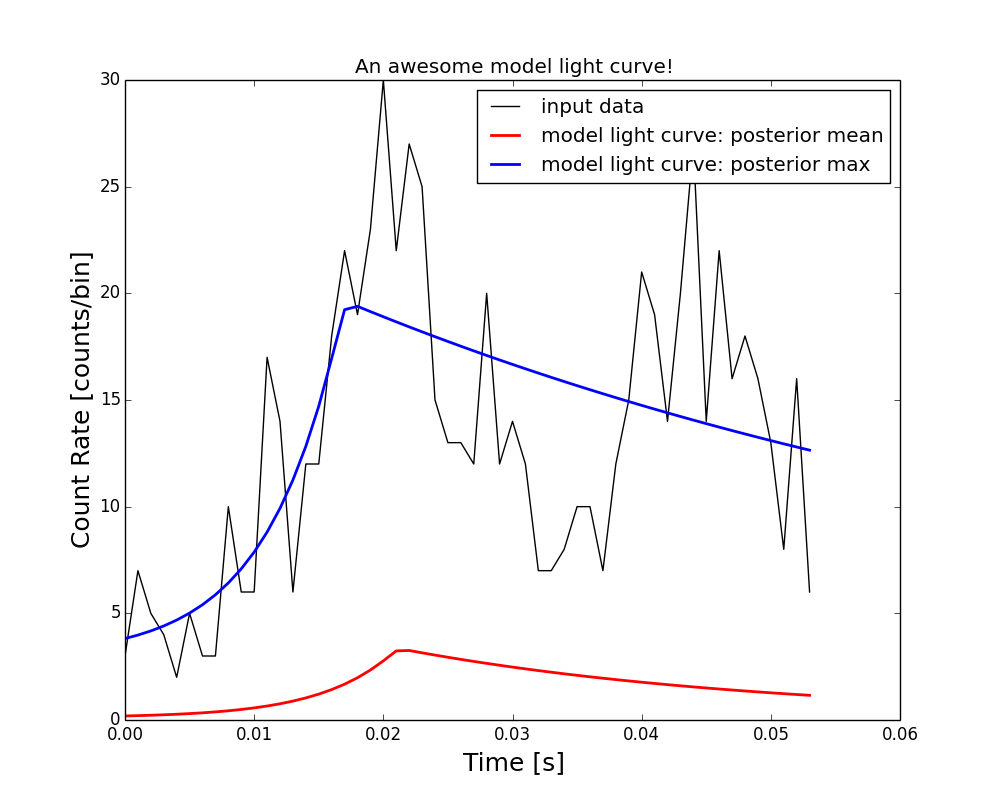 An awesome model light curve!
input data
model light curve: posterior mean
model light curve: posterior max
Count Rate [counts/bin]
30
25
20
15
10
5
0
0.00 0.01 0.02 0.03 0.04 0.05 0.06
Time [s]